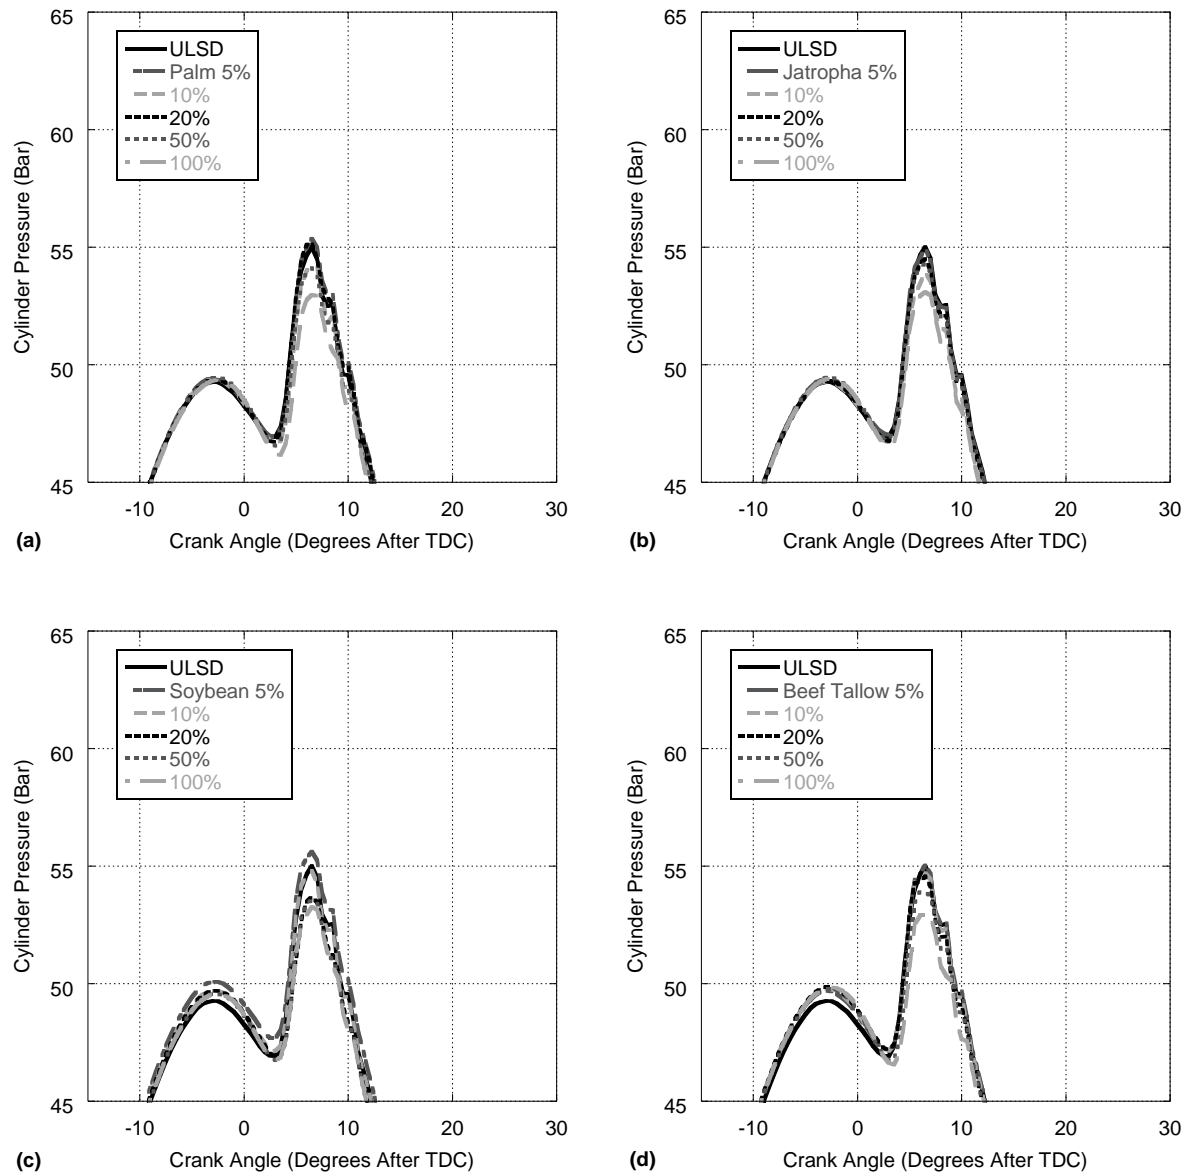 65
60
55
50
45
Cylinder Pressure (Bar)
ULSD
Palm 5%
10%
20%
50%
100%
-10 0 10 20 30
(a) Crank Angle (Degrees After TDC)
65
60
55
50
45
Cylinder Pressure (Bar)
ULSD
Jatropha 5%
10%
20%
50%
100%
-10 0 10 20 30
(b) Crank Angle (Degrees After TDC)
65
60
55
50
45
Cylinder Pressure (Bar)
ULSD
Soybean 5%
10%
20%
50%
100%
-10 0 10 20 30
(c) Crank Angle (Degrees After TDC)
65
60
55
50
45
Cylinder Pressure (Bar)
ULSD
Beef Tallow 5%
10%
20%
50%
100%
-10 0 10 20 30
(d) Crank Angle (Degrees After TDC)